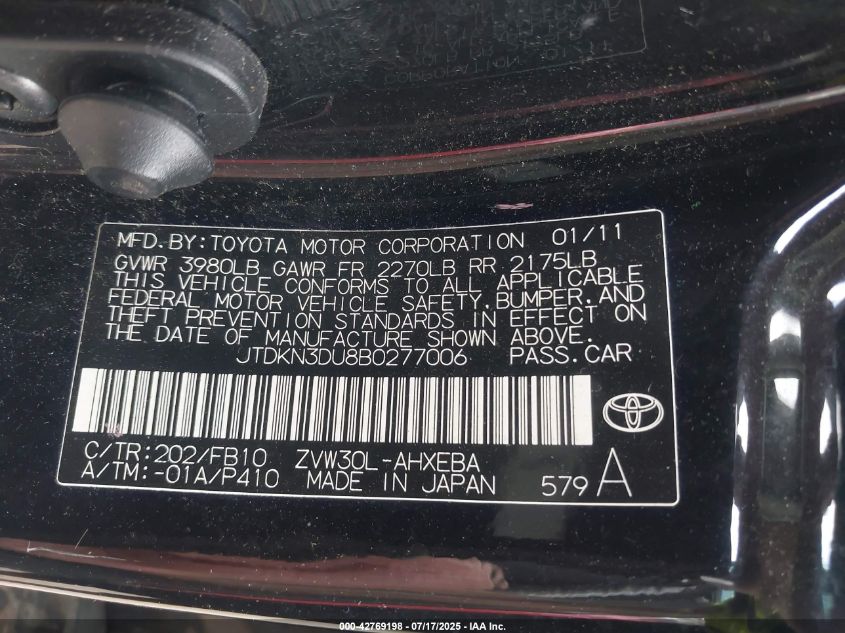 MFD.BY:TOYOTA MOTOR CORPORATION 01/11
GVWR 3980LB GAWR FR 2270LB RR 2175LB
THIS VEHICLE CONFORMS TO ALL APPLICABLE
FEDERAL MOTOR VEHICLE SAFETY,BUMPER,AND
THEFT PREVENTION STANDARDS IN EFFECT ON
THE DATE OF MANUFACTURE SHOWN ABOVE.
JTDKN3DU8B0277006 PASS.CAR
C/TR:202/FB10 ZVW30L-AHXEBA
A/TM:-01A/P410 MADE IN JAPAN 579A
000-42769198 - 07/17/2025 - IAA Inc.